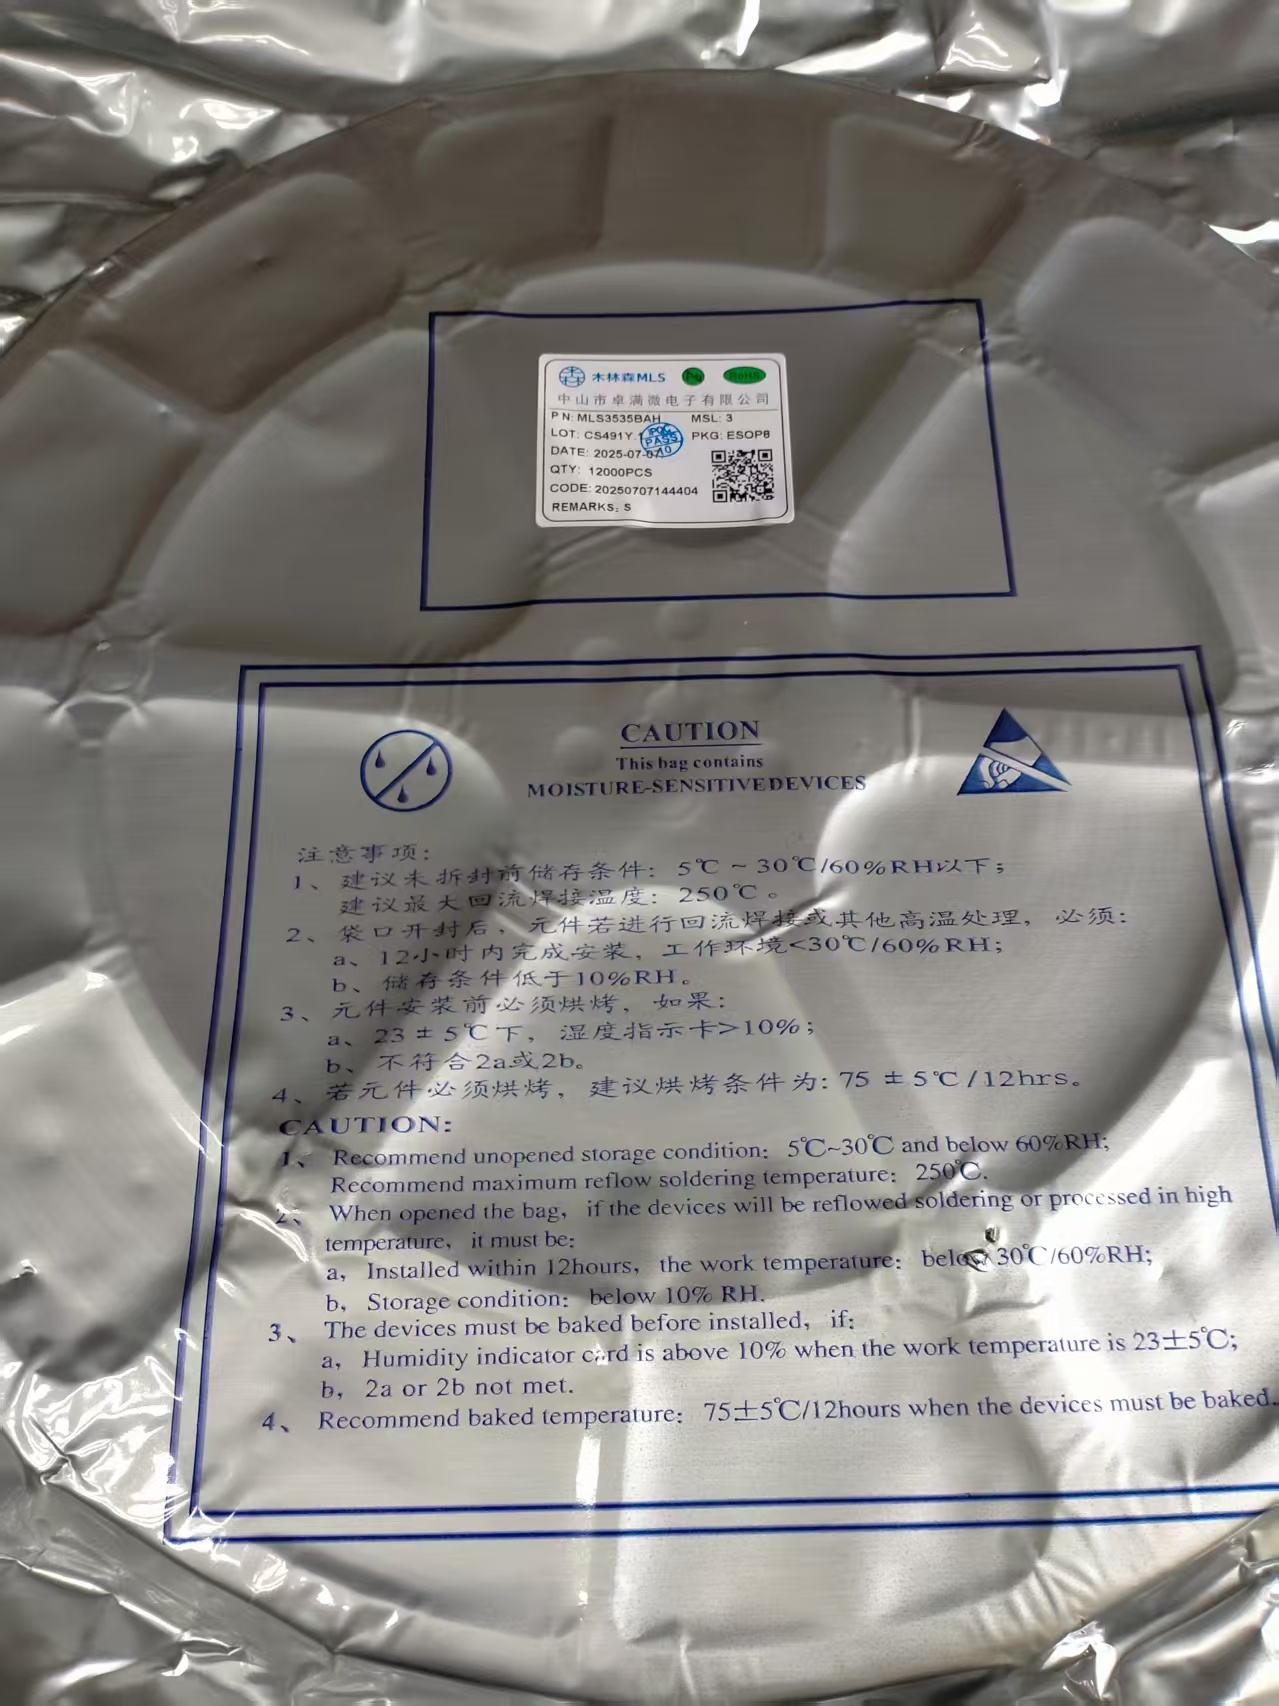 木林森MLS Pb RoHS
中山市卓满微电子有限公司
PN: MLS3535BAH MSL: 3
LOT: CS491Y. PKG: ESOP8
PASS
DATE: 2025-07-07
QTY: 12000PCS
CODE: 20250707144404
REMARKS: S
CAUTION
This bag contains
MOISTURE-SENSITIVEDEVICES
注意事项:
1、建议未拆封前储存条件: 5℃ ~ 30℃/60%RH以下;
建议最大回流焊接温度: 250℃。
2、袋口开封后, 元件若进行回流焊接或其他高温处理, 必须:
a、12小时内完成安装, 工作环境<30℃/60%RH;
b、储存条件低于10%RH。
3、元件安装前必须烘烤, 如果:
a、23±5℃下, 湿度指示卡>10%;
b、不符合2a或2b。
4、若元件必须烘烤, 建议烘烤条件为: 75 ±5℃/12hrs。
CAUTION:
1、 Recommend unopened storage condition: 5℃~30℃ and below 60%RH;
Recommend maximum reflow soldering temperature: 250℃.
2、 When opened the bag, if the devices will be reflowed soldering or processed in high
temperature, it must be:
a, Installed within 12hours, the work temperature: below 30℃/60%RH;
b, Storage condition: below 10% RH.
3、 The devices must be baked before installed, if:
a, Humidity indicator card is above 10% when the work temperature is 23±5℃;
b, 2a or 2b not met.
4、 Recommend baked temperature: 75±5℃/12hours when the devices must be baked.